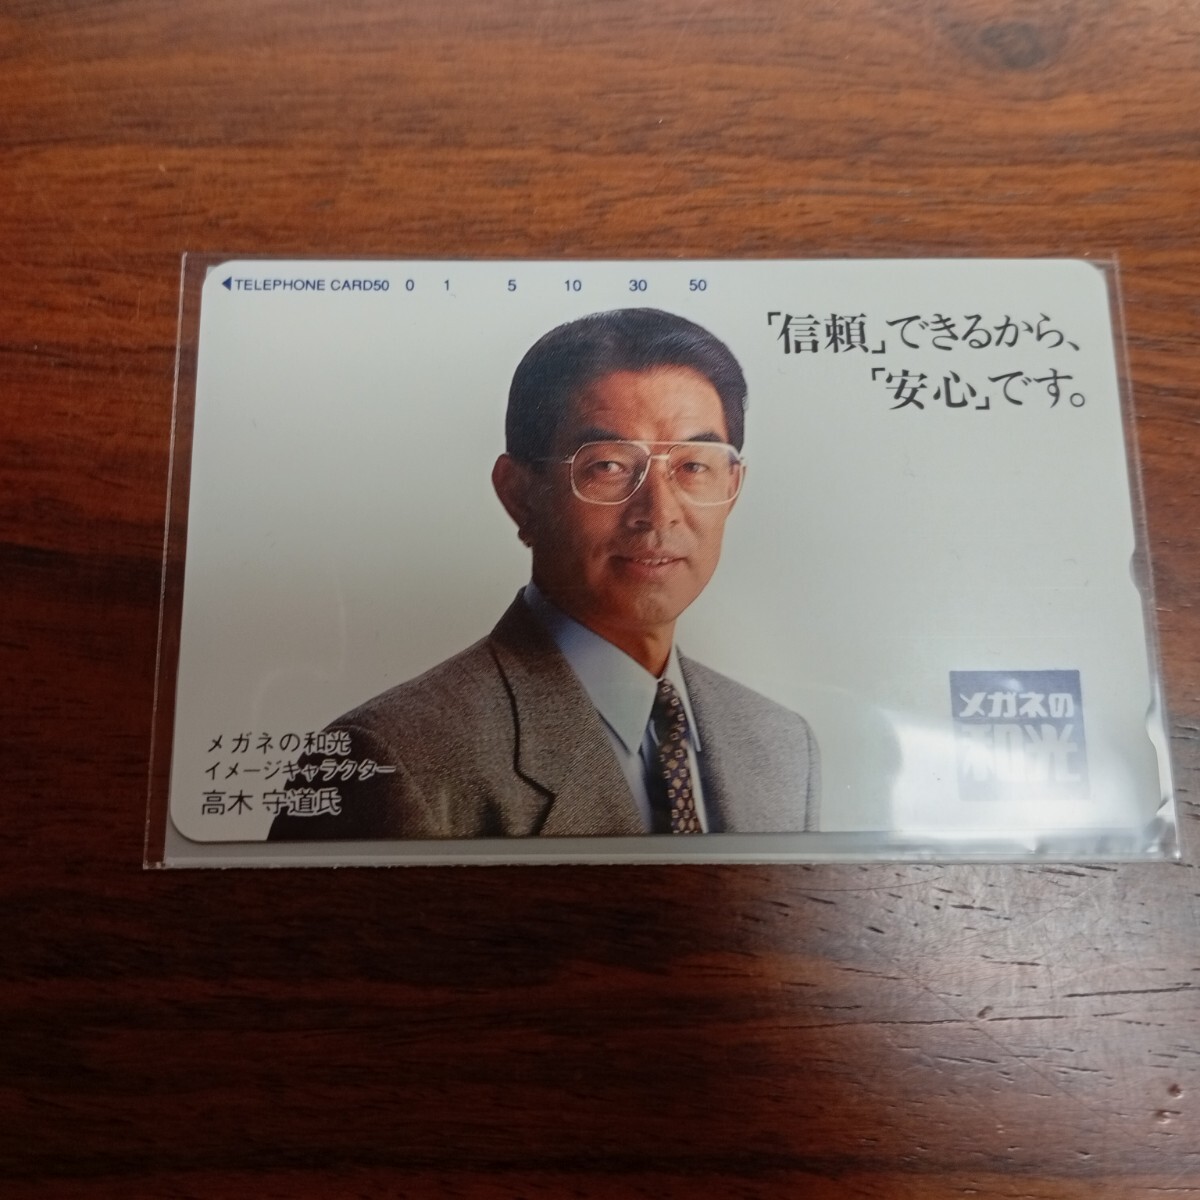 ◀TELEPHONE CARD50 0 1 5 10 30 50
「信頼」できるから、
「安心」です。
メガネの和光
イメージキャラクター
高木 守道氏
メガネの
和光